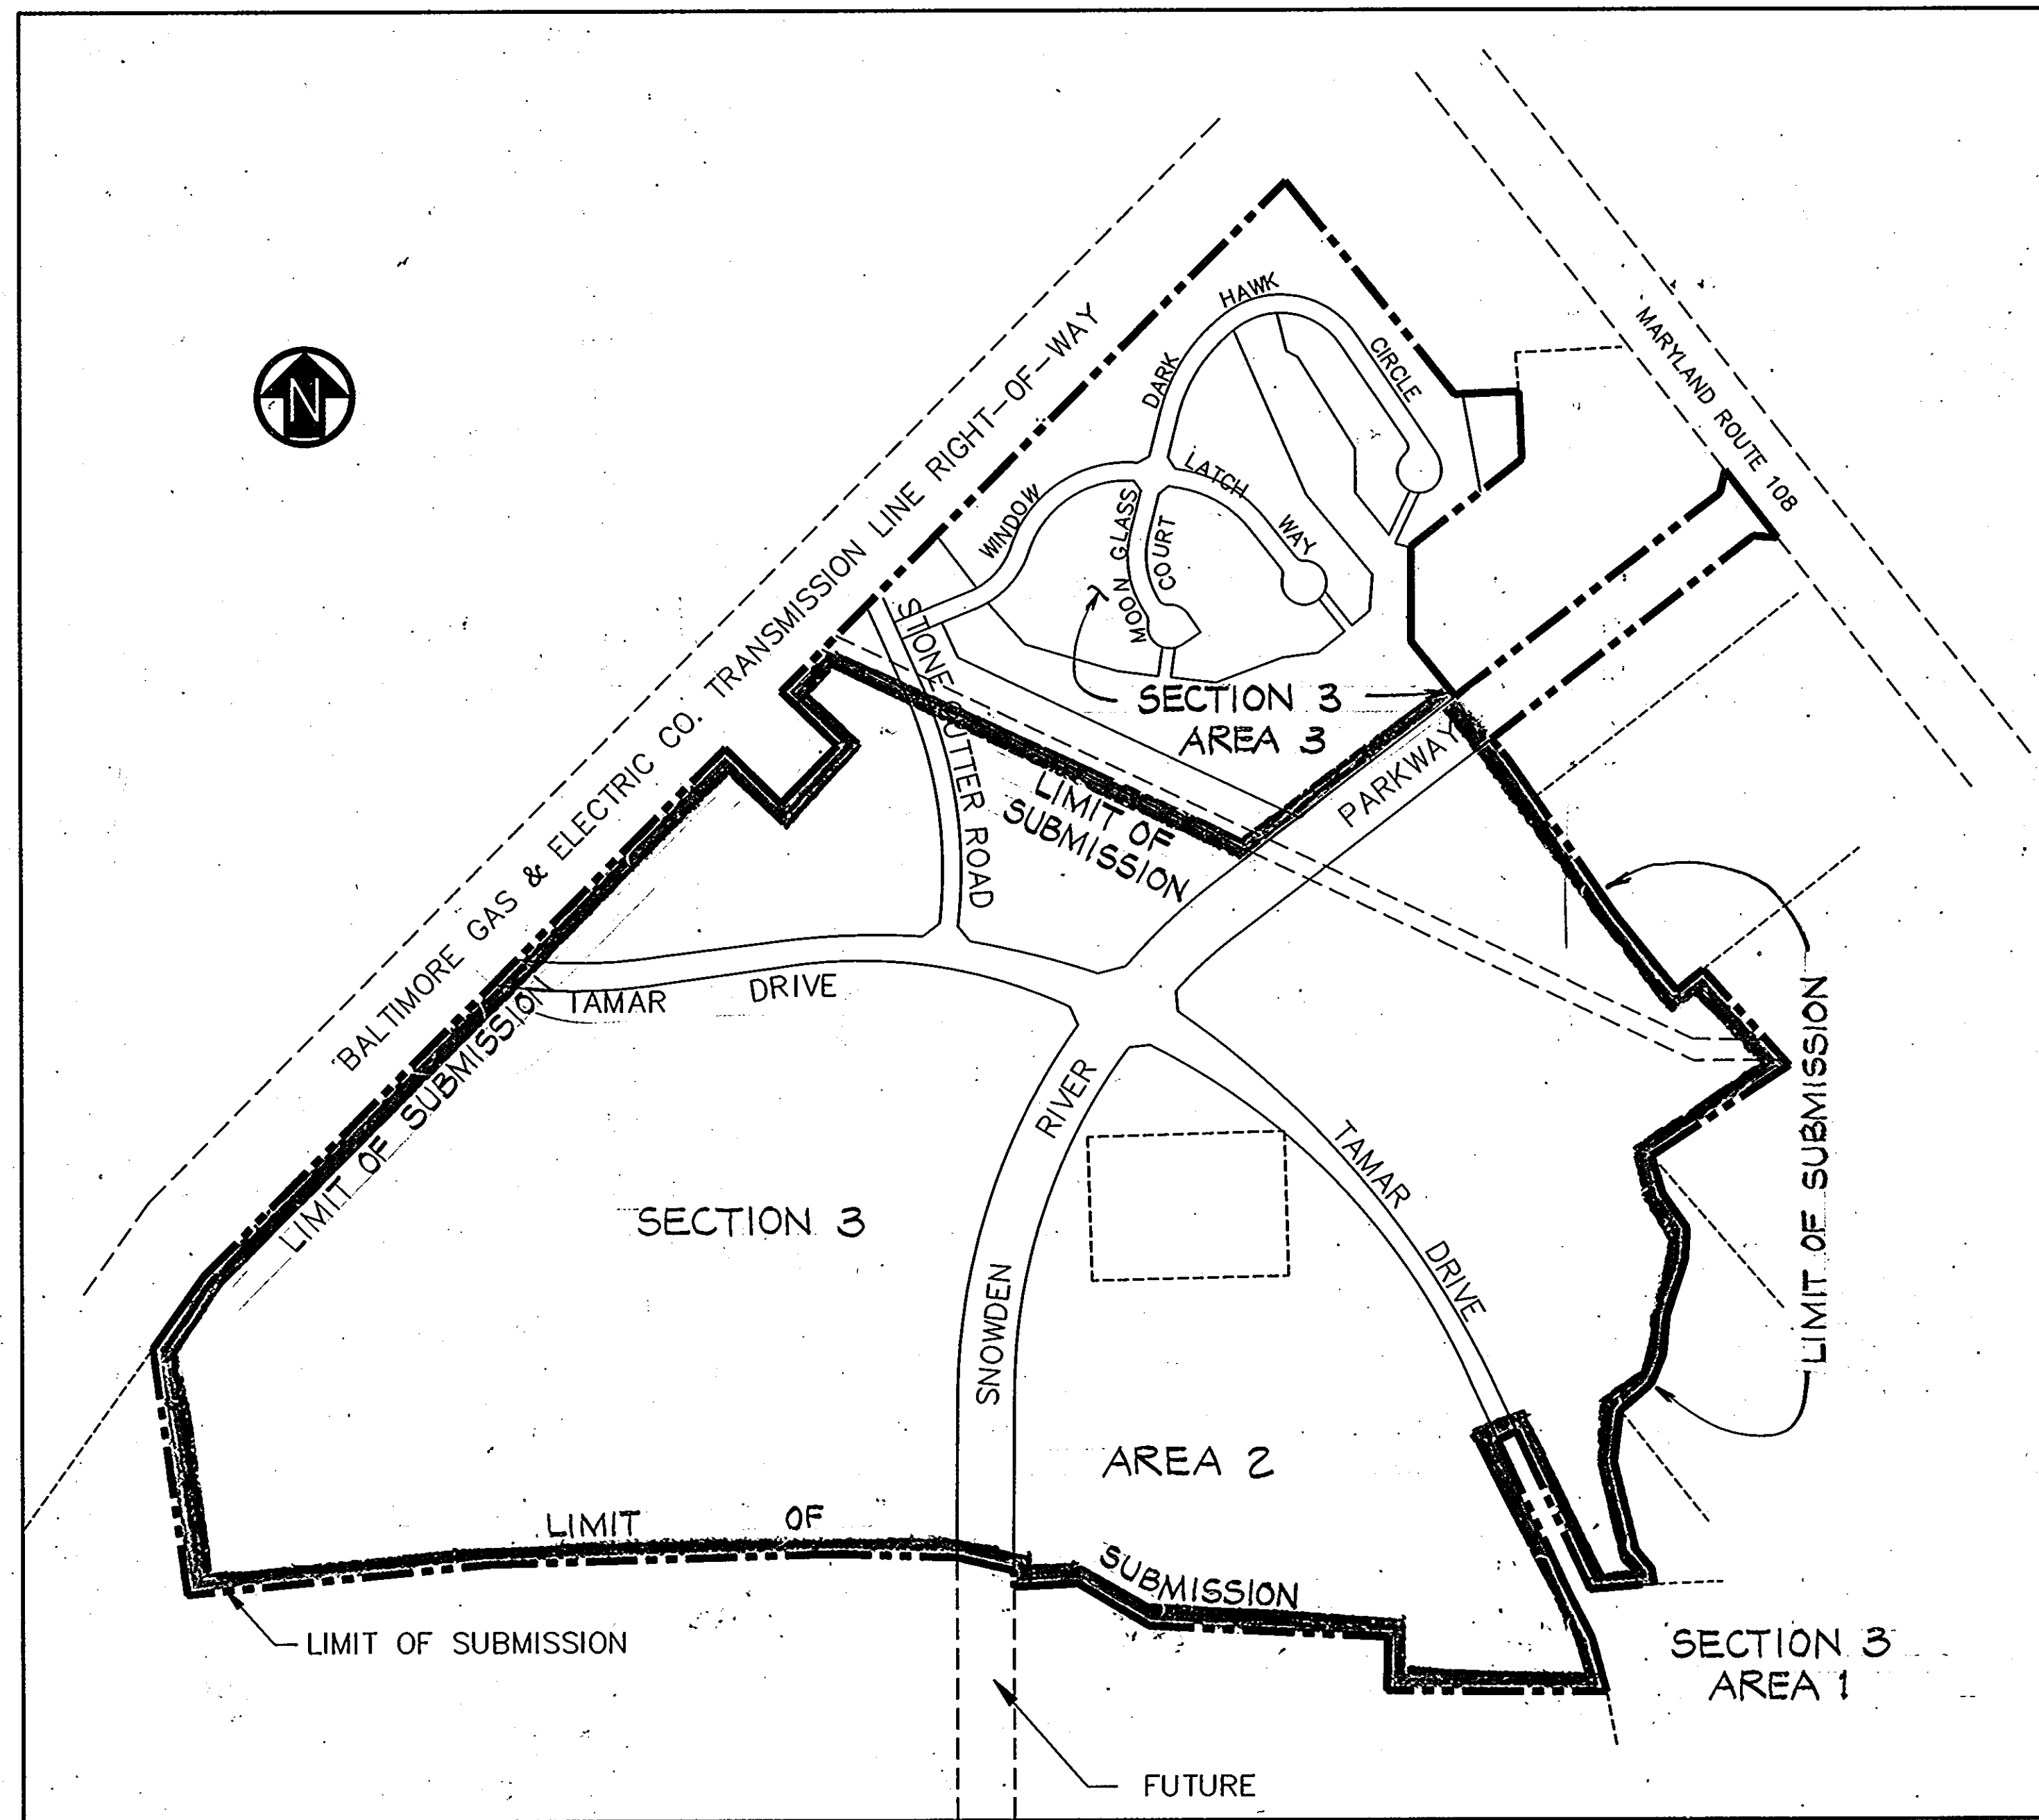 MARYLAND ROUTE 108
HAWK
DARK
CIRCLE
BALTIMORE GAS & ELECTRIC CO. TRANSMISSION LINE RIGHT-OF-WAY
N
LATCH
WINDOW
WAY
MOON GLASS
COURT
STONE CUTTER ROAD
SECTION 3
AREA 3
PARKWAY
LIMIT OF
SUBMISSION
TAMAR DRIVE
LIMIT OF SUBMISSION
LIMIT OF SUBMISSION
RIVER
TAMAR
DRIVE
SECTION 3
SNOWDEN
AREA 2
LIMIT OF
SUBMISSION
LIMIT OF SUBMISSION
SECTION 3
AREA 1
FUTURE